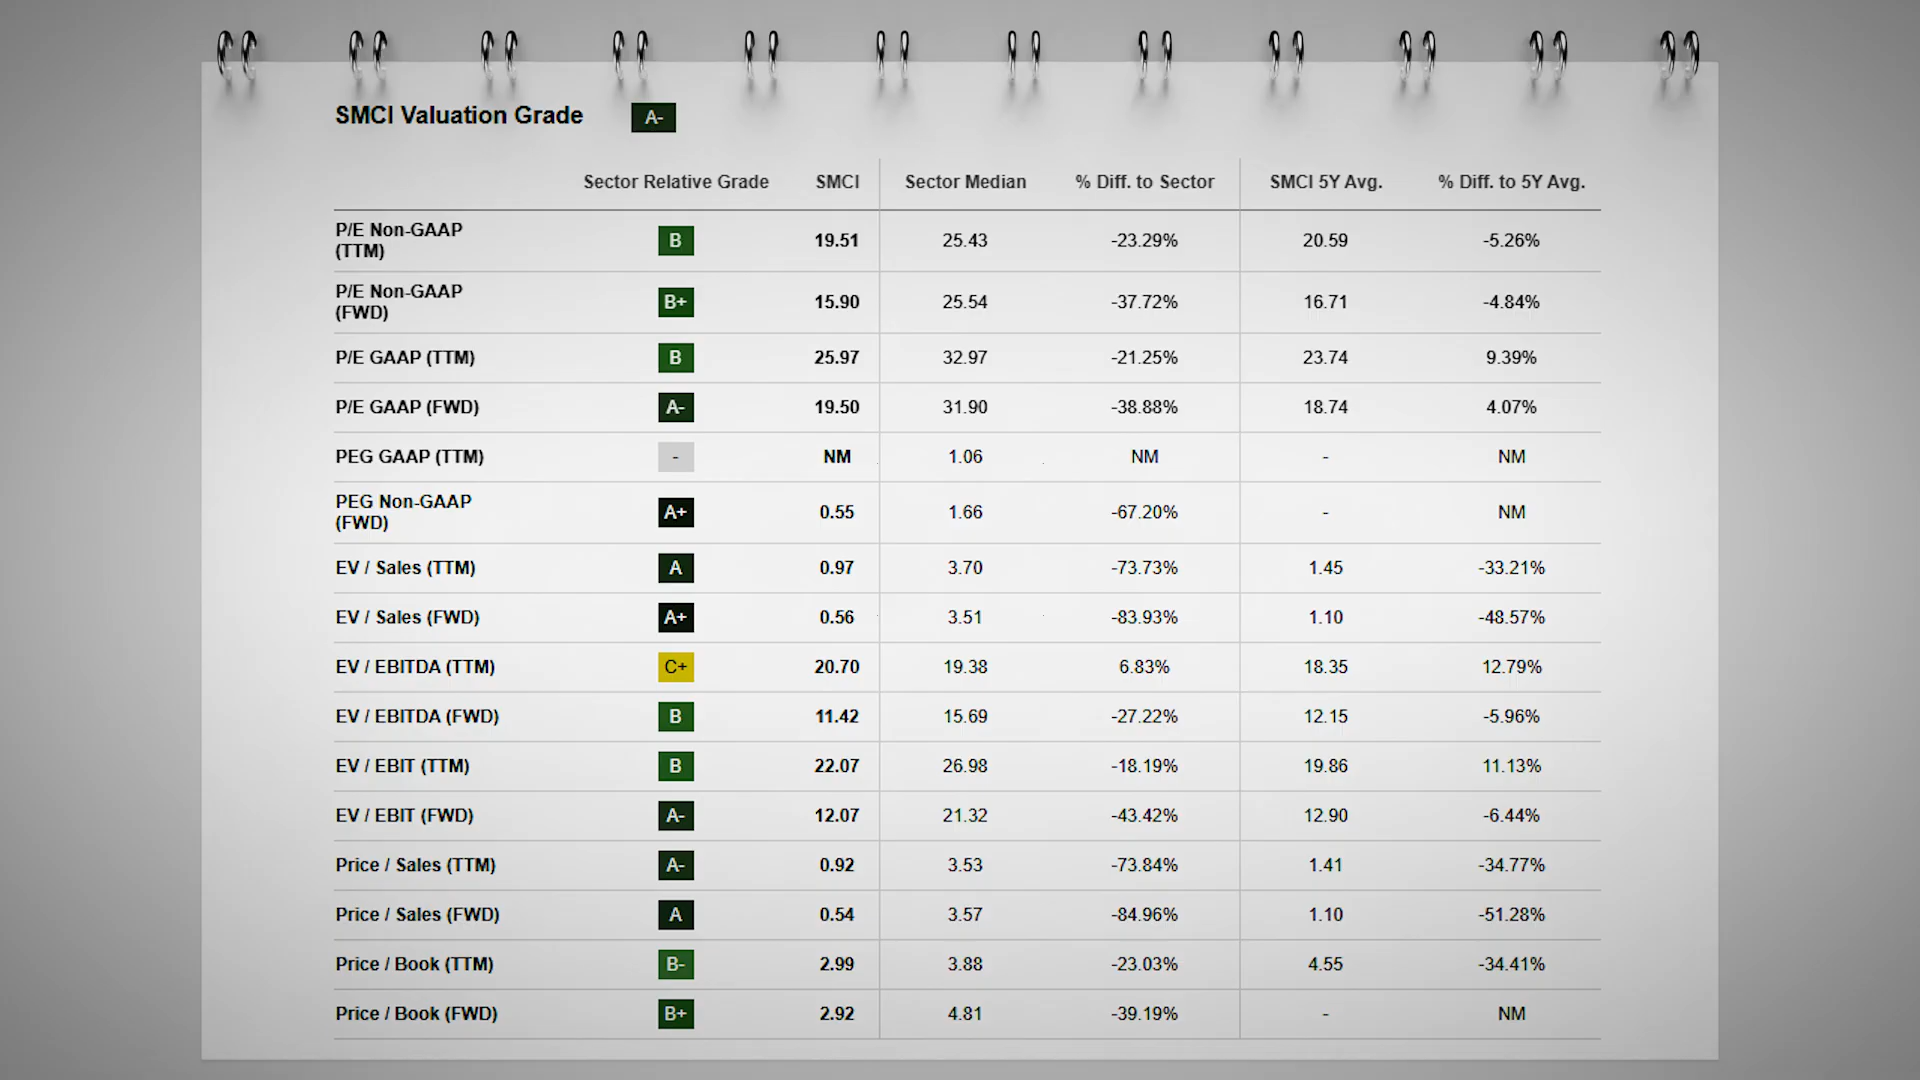 SMCI Valuation Grade A-
Sector Relative Grade SMCI Sector Median % Diff. to Sector SMCI 5Y Avg. % Diff. to 5Y Avg.
P/E Non-GAAP
(TTM) B 19.51 25.43 -23.29% 20.59 -5.26%
P/E Non-GAAP
(FWD) B+ 15.90 25.54 -37.72% 16.71 -4.84%
P/E GAAP (TTM) B 25.97 32.97 -21.25% 23.74 9.39%
P/E GAAP (FWD) A- 19.50 31.90 -38.88% 18.74 4.07%
PEG GAAP (TTM) - NM 1.06 NM - NM
PEG Non-GAAP
(FWD) A+ 0.55 1.66 -67.20% - NM
EV / Sales (TTM) A 0.97 3.70 -73.73% 1.45 -33.21%
EV / Sales (FWD) A+ 0.56 3.51 -83.93% 1.10 -48.57%
EV / EBITDA (TTM) C+ 20.70 19.38 6.83% 18.35 12.79%
EV / EBITDA (FWD) B 11.42 15.69 -27.22% 12.15 -5.96%
EV / EBIT (TTM) B 22.07 26.98 -18.19% 19.86 11.13%
EV / EBIT (FWD) A- 12.07 21.32 -43.42% 12.90 -6.44%
Price / Sales (TTM) A- 0.92 3.53 -73.84% 1.41 -34.77%
Price / Sales (FWD) A 0.54 3.57 -84.96% 1.10 -51.28%
Price / Book (TTM) B- 2.99 3.88 -23.03% 4.55 -34.41%
Price / Book (FWD) B+ 2.92 4.81 -39.19% - NM